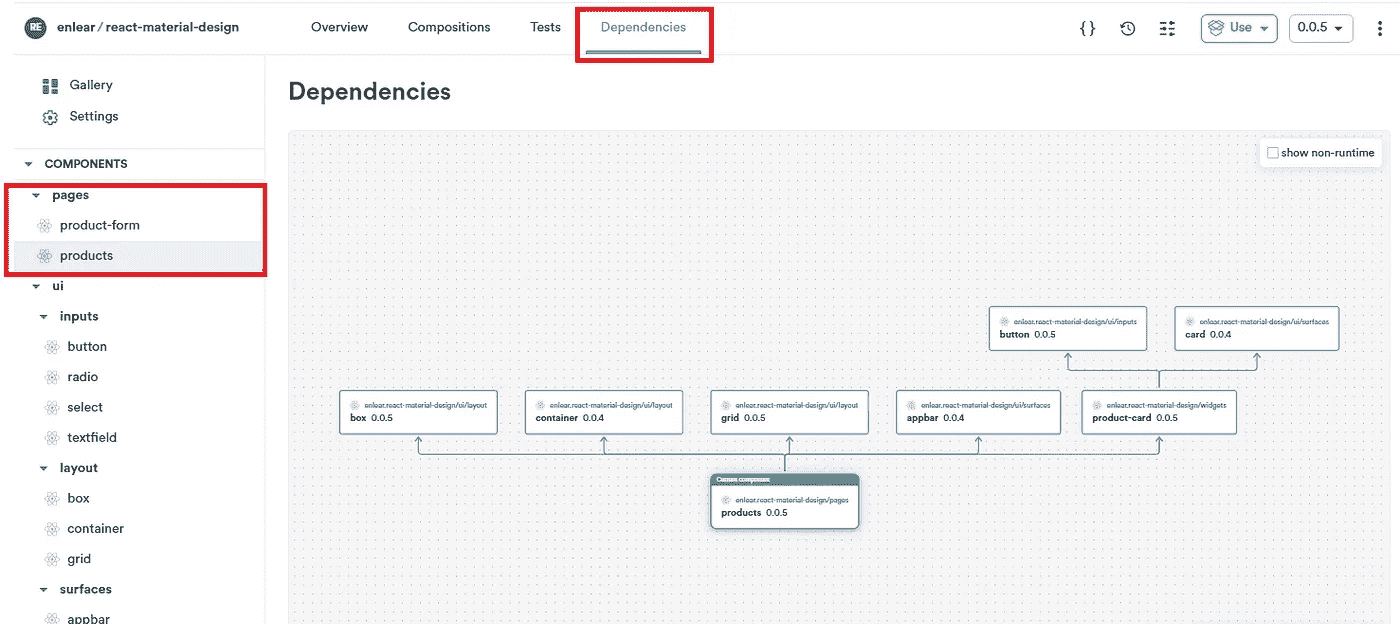 RE enlear/react-material-design Overview Compositions Tests Dependencies {} Use 0.0.5
Gallery
Settings
COMPONENTS
pages
product-form
products
ui
inputs
button
radio
select
textfield
layout
box
container
grid
surfaces
appbar
Dependencies
show non-runtime
enlear.react-material-design/ui/inputs
button 0.0.5
enlear.react-material-design/ui/surfaces
card 0.0.4
enlear.react-material-design/ui/layout
box 0.0.5
enlear.react-material-design/ui/layout
container 0.0.4
enlear.react-material-design/ui/layout
grid 0.0.5
enlear.react-material-design/ui/surfaces
appbar 0.0.4
enlear.react-material-design/widgets
product-card 0.0.5
enlear.react-material-design/pages
products 0.0.5